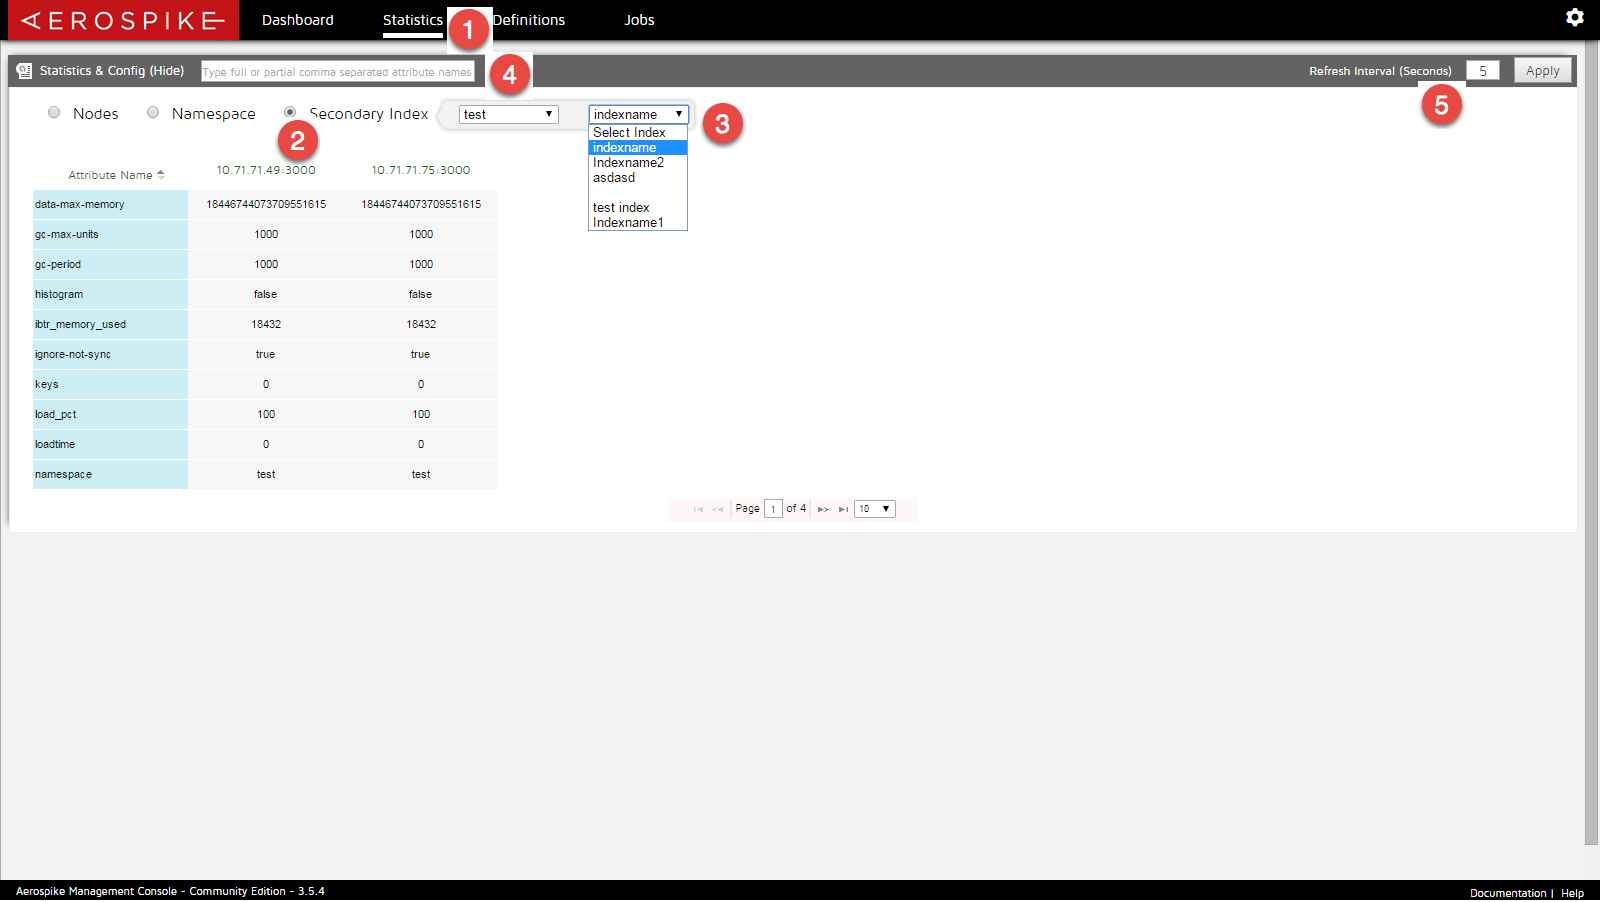 AEROSPIKE Dashboard Statistics 1 Definitions Jobs
Statistics & Config (Hide) Type full or partial comma separated attribute names 4 Refresh Interval (Seconds) 5 Apply
5
Nodes Namespace Secondary Index test indexname 3
2
Select Index
indexname
Indexname2
asdasd
test index
Indexname1
Attribute Name 10.71.71.49:3000 10.71.71.75:3000
data-max-memory 18446744073709551615 18446744073709551615
gc-max-units 1000 1000
gc-period 1000 1000
histogram false false
ibtr_memory_used 18432 18432
ignore-not-sync true true
keys 0 0
load_pct 100 100
loadtime 0 0
namespace test test
Page 1 of 4 10
Aerospike Management Console - Community Edition - 3.5.4 Documentation | Help